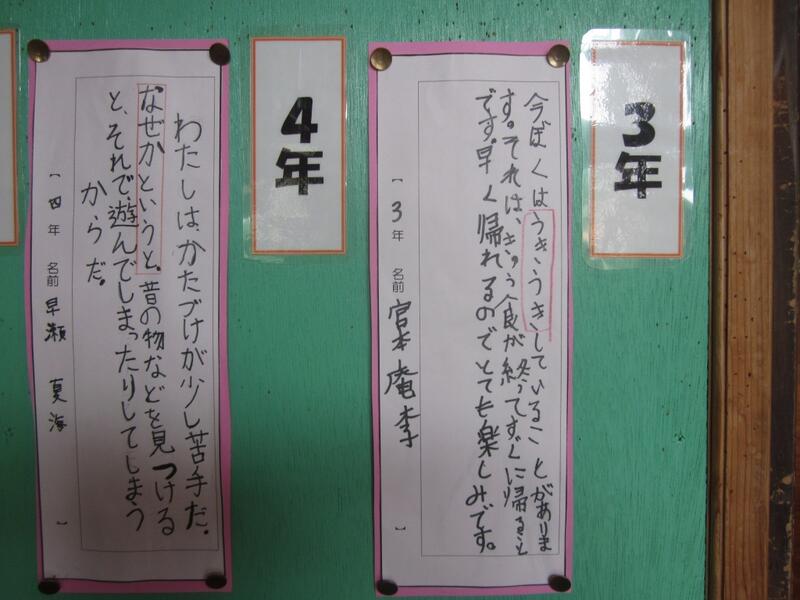 3年
今ぼくはうきうきしていることがありま
す。それは、きゅう食が終ってすぐに帰ること
です。早く帰れるのでとても楽しみです。
【3年 名前 宮本庵李】
4年
わたしは、かたづけが少し苦手だ。
なぜかというと、昔の物などを見つける
と、それで、遊んでしまったりしてしまう
からだ。
【四年 名前 早瀬 夏海】